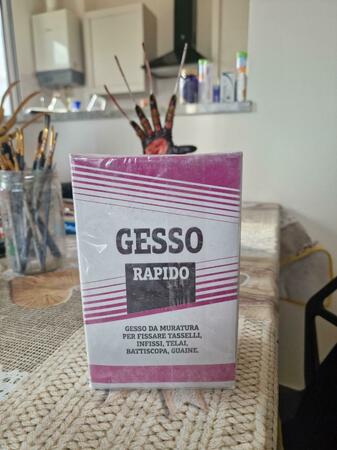 GESSO
RAPIDO
GESSO DA MURATURA
PER FISSARE TASSELLI,
INFISSI, TELAI,
BATTISCOPA, GUAINE.